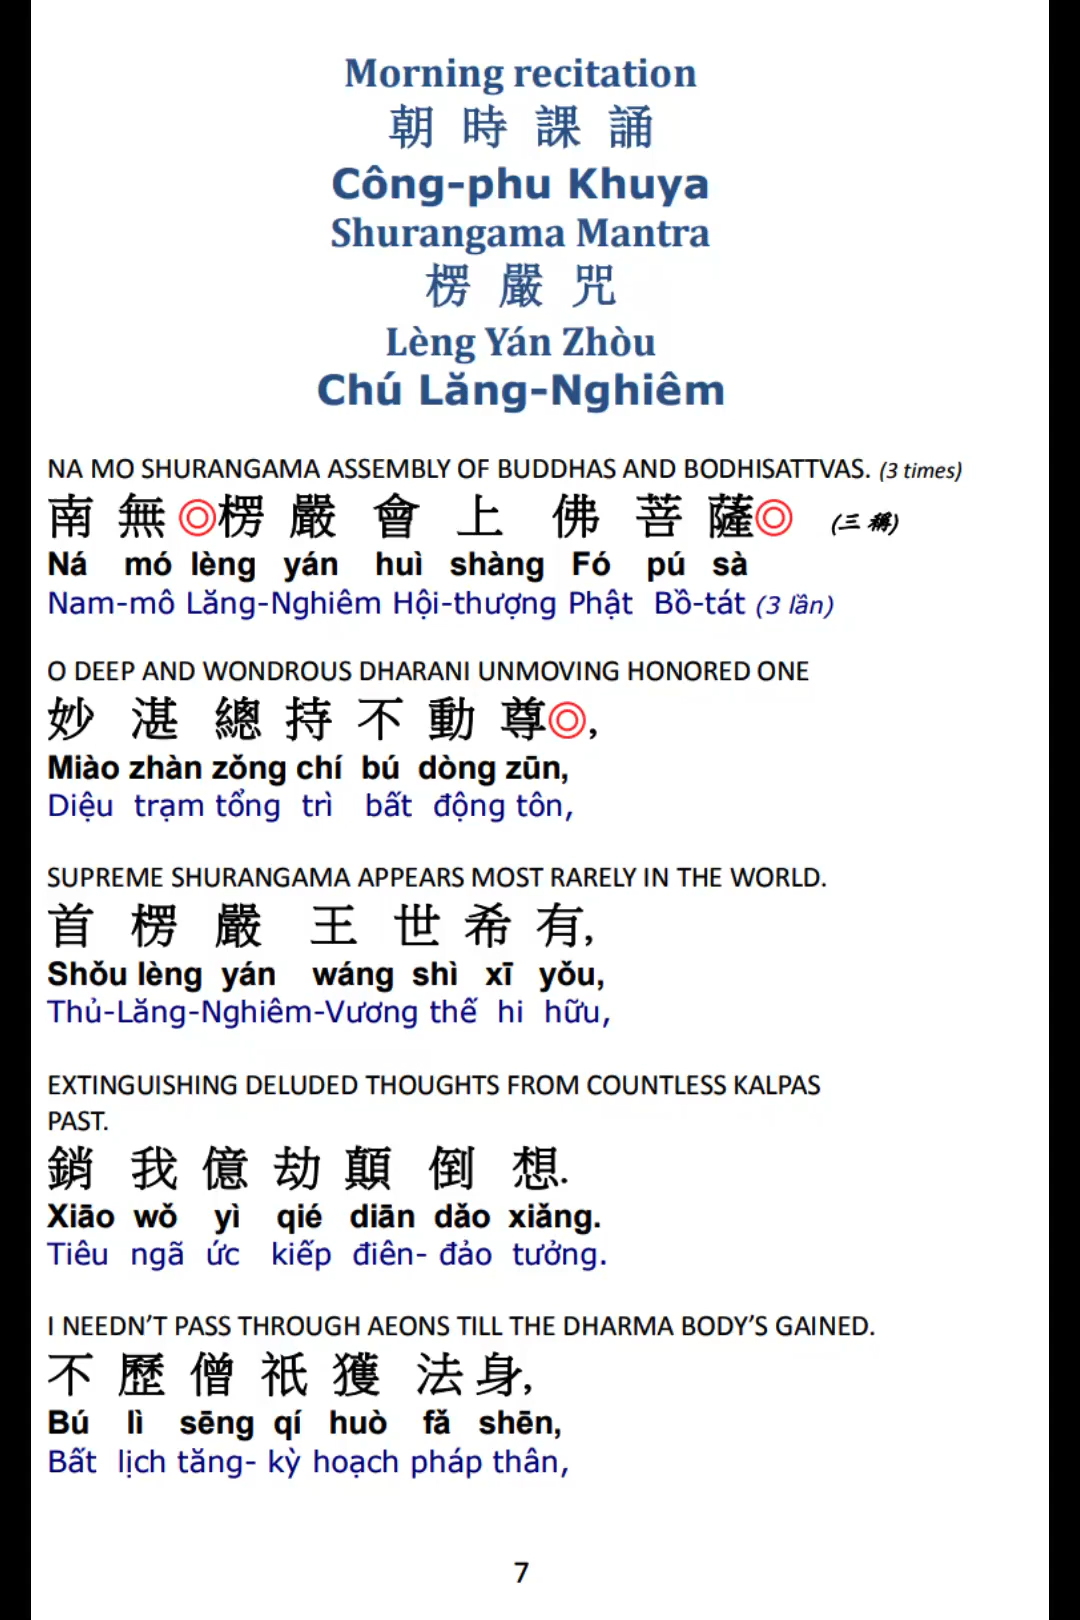 Morning recitation
朝 時 課 誦
Công-phu Khuya
Shurangama Mantra
楞 嚴 咒
Lèng Yán Zhòu
Chú Lăng-Nghiêm
NA MO SHURANGAMA ASSEMBLY OF BUDDHAS AND BODHISATTVAS. (3 times)
南 無 ◎楞 嚴 會 上 佛 菩 薩◎ (三 稱)
Ná mó lèng yán huì shàng Fó pú sà
Nam-mô Lăng-Nghiêm Hội-thượng Phật Bồ-tát (3 lần)
O DEEP AND WONDROUS DHARANI UNMOVING HONORED ONE
妙 湛 總 持 不 動 尊◎,
Miào zhàn zǒng chí bú dòng zūn,
Diệu trạm tổng trì bất động tôn,
SUPREME SHURANGAMA APPEARS MOST RARELY IN THE WORLD.
首 楞 嚴 王 世 希 有,
Shǒu lèng yán wáng shì xī yǒu,
Thủ-Lăng-Nghiêm-Vương thế hi hữu,
EXTINGUISHING DELUDED THOUGHTS FROM COUNTLESS KALPAS
PAST.
銷 我 億 劫 顛 倒 想.
Xiāo wǒ yì qié diān dǎo xiǎng.
Tiêu ngã ức kiếp điên- đảo tưởng.
I NEEDN'T PASS THROUGH AEONS TILL THE DHARMA BODY'S GAINED.
不 歷 僧 祇 獲 法 身,
Bú lì sēng qí huò fǎ shēn,
Bất lịch tăng- kỳ hoạch pháp thân,
7